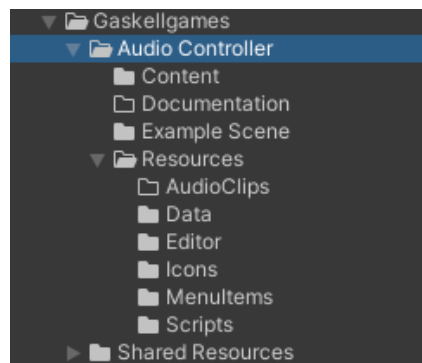 Gaskellgames
Audio Controller
Content
Documentation
Example Scene
Resources
AudioClips
Data
Editor
Icons
MenuItems
Scripts
Shared Resources